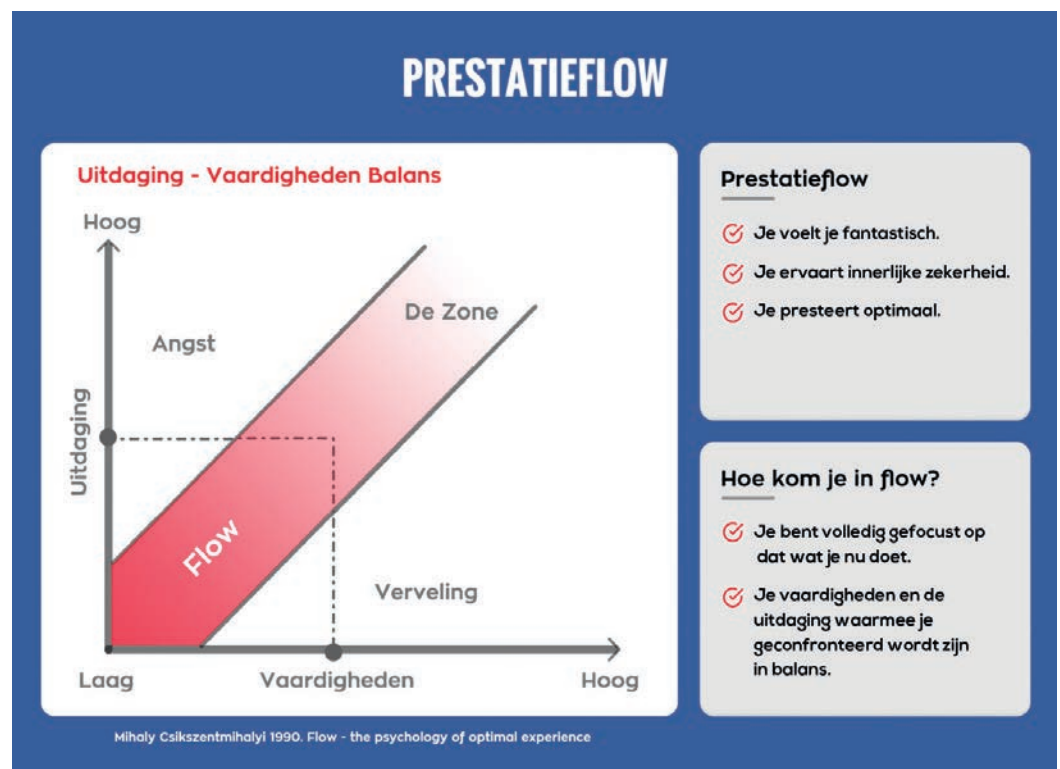 PRESTATIEFLOW
Uitdaging - Vaardigheden Balans
Hoog
De Zone
Angst
Uitdaging
Flow
Verveling
Laag
Vaardigheden
Hoog
Prestatieflow
Je voelt je fantastisch.
Je ervaart innerlijke zekerheid.
Je presteert optimaal.
Hoe kom je in flow?
Je bent volledig gefocust op
dat wat je nu doet.
Je vaardigheden en de
uitdaging waarmee je
geconfronteerd wordt zijn
in balans.
Mihaly Csikszentmihalyi 1990. Flow - the psychology of optimal experience